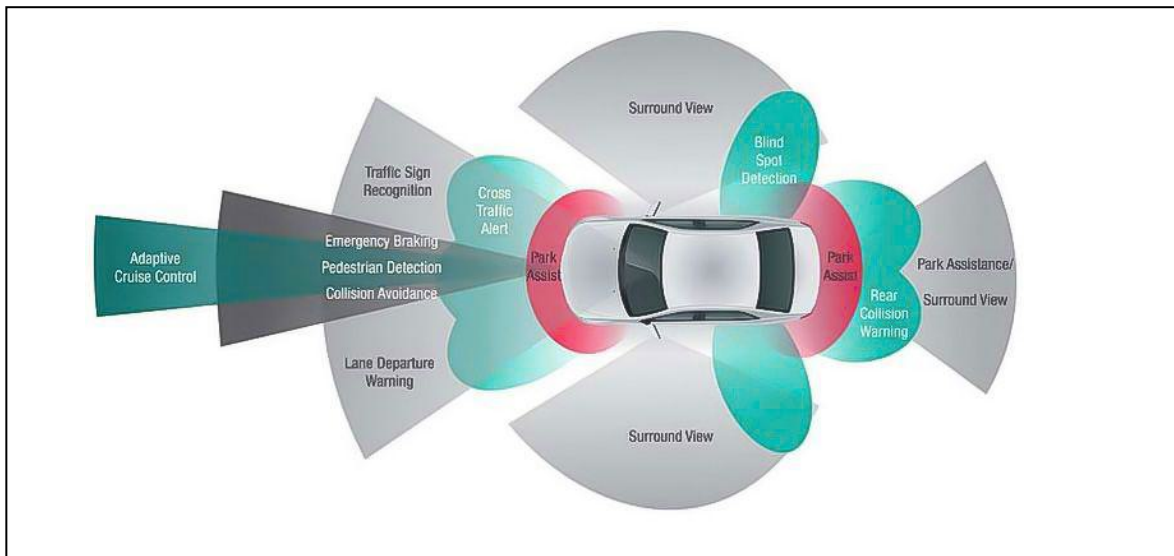 Surround View
Blind
Spot
Detection
Traffic Sign
Recognition
Cross
Traffic
Alert
Emergency Braking
Adaptive
Cruise Control
Pedestrian Detection
Park
Assist
Park
Assist
Park Assistance/
Surround View
Collision Avoidance
Rear
Collision
Warning
Lane Departure
Warning
Surround View